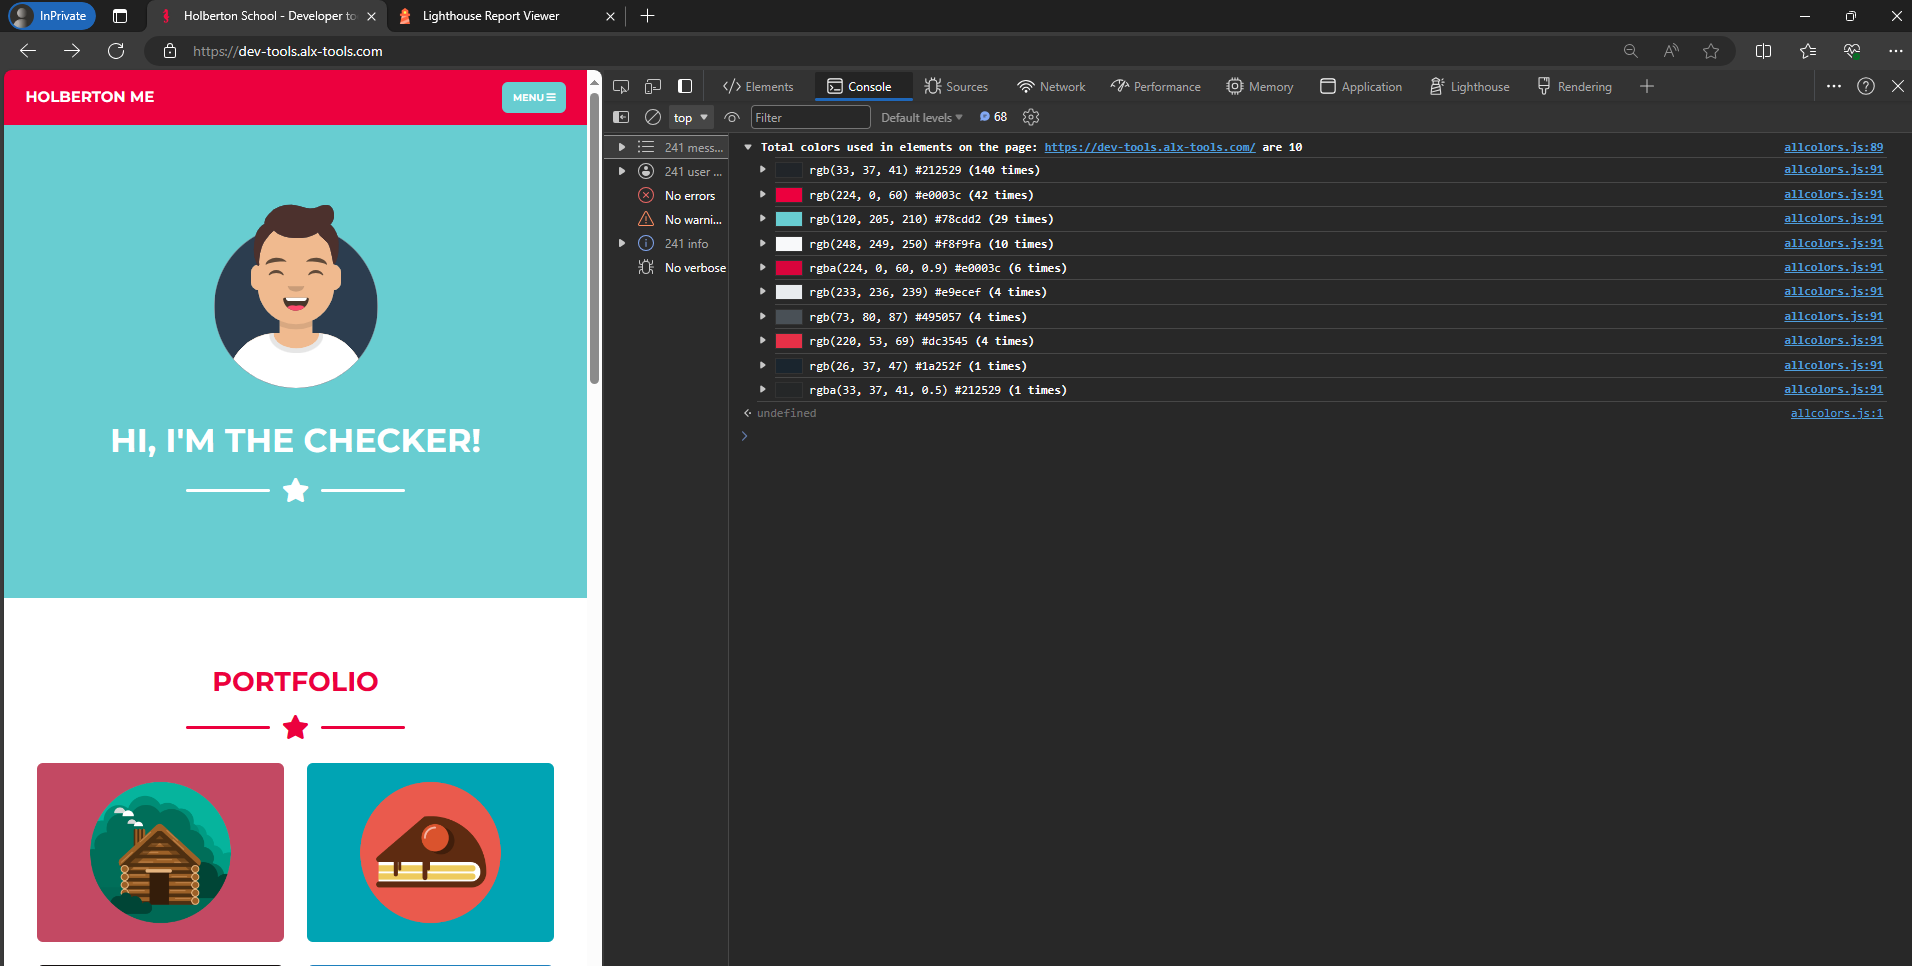 InPrivate
Holberton School - Developer to
Lighthouse Report Viewer
https://dev-tools.alx-tools.com
HOLBERTON ME
MENU
HI, I'M THE CHECKER!
PORTFOLIO
Elements
Console
Sources
Network
Performance
Memory
Application
Lighthouse
Rendering
top
Filter
Default levels
68
241 mess...
241 user ...
No errors
No warni...
241 info
No verbose
Total colors used in elements on the page: https://dev-tools.alx-tools.com/ are 10 allcolors.js:89
rgb(33, 37, 41) #212529 (140 times) allcolors.js:91
rgb(224, 0, 60) #e0003c (42 times) allcolors.js:91
rgb(120, 205, 210) #78cdd2 (29 times) allcolors.js:91
rgb(248, 249, 250) #f8f9fa (10 times) allcolors.js:91
rgba(224, 0, 60, 0.9) #e0003c (6 times) allcolors.js:91
rgb(233, 236, 239) #e9ecef (4 times) allcolors.js:91
rgb(73, 80, 87) #495057 (4 times) allcolors.js:91
rgb(220, 53, 69) #dc3545 (4 times) allcolors.js:91
rgb(26, 37, 47) #1a252f (1 times) allcolors.js:91
rgba(33, 37, 41, 0.5) #212529 (1 times) allcolors.js:91
undefined allcolors.js:1